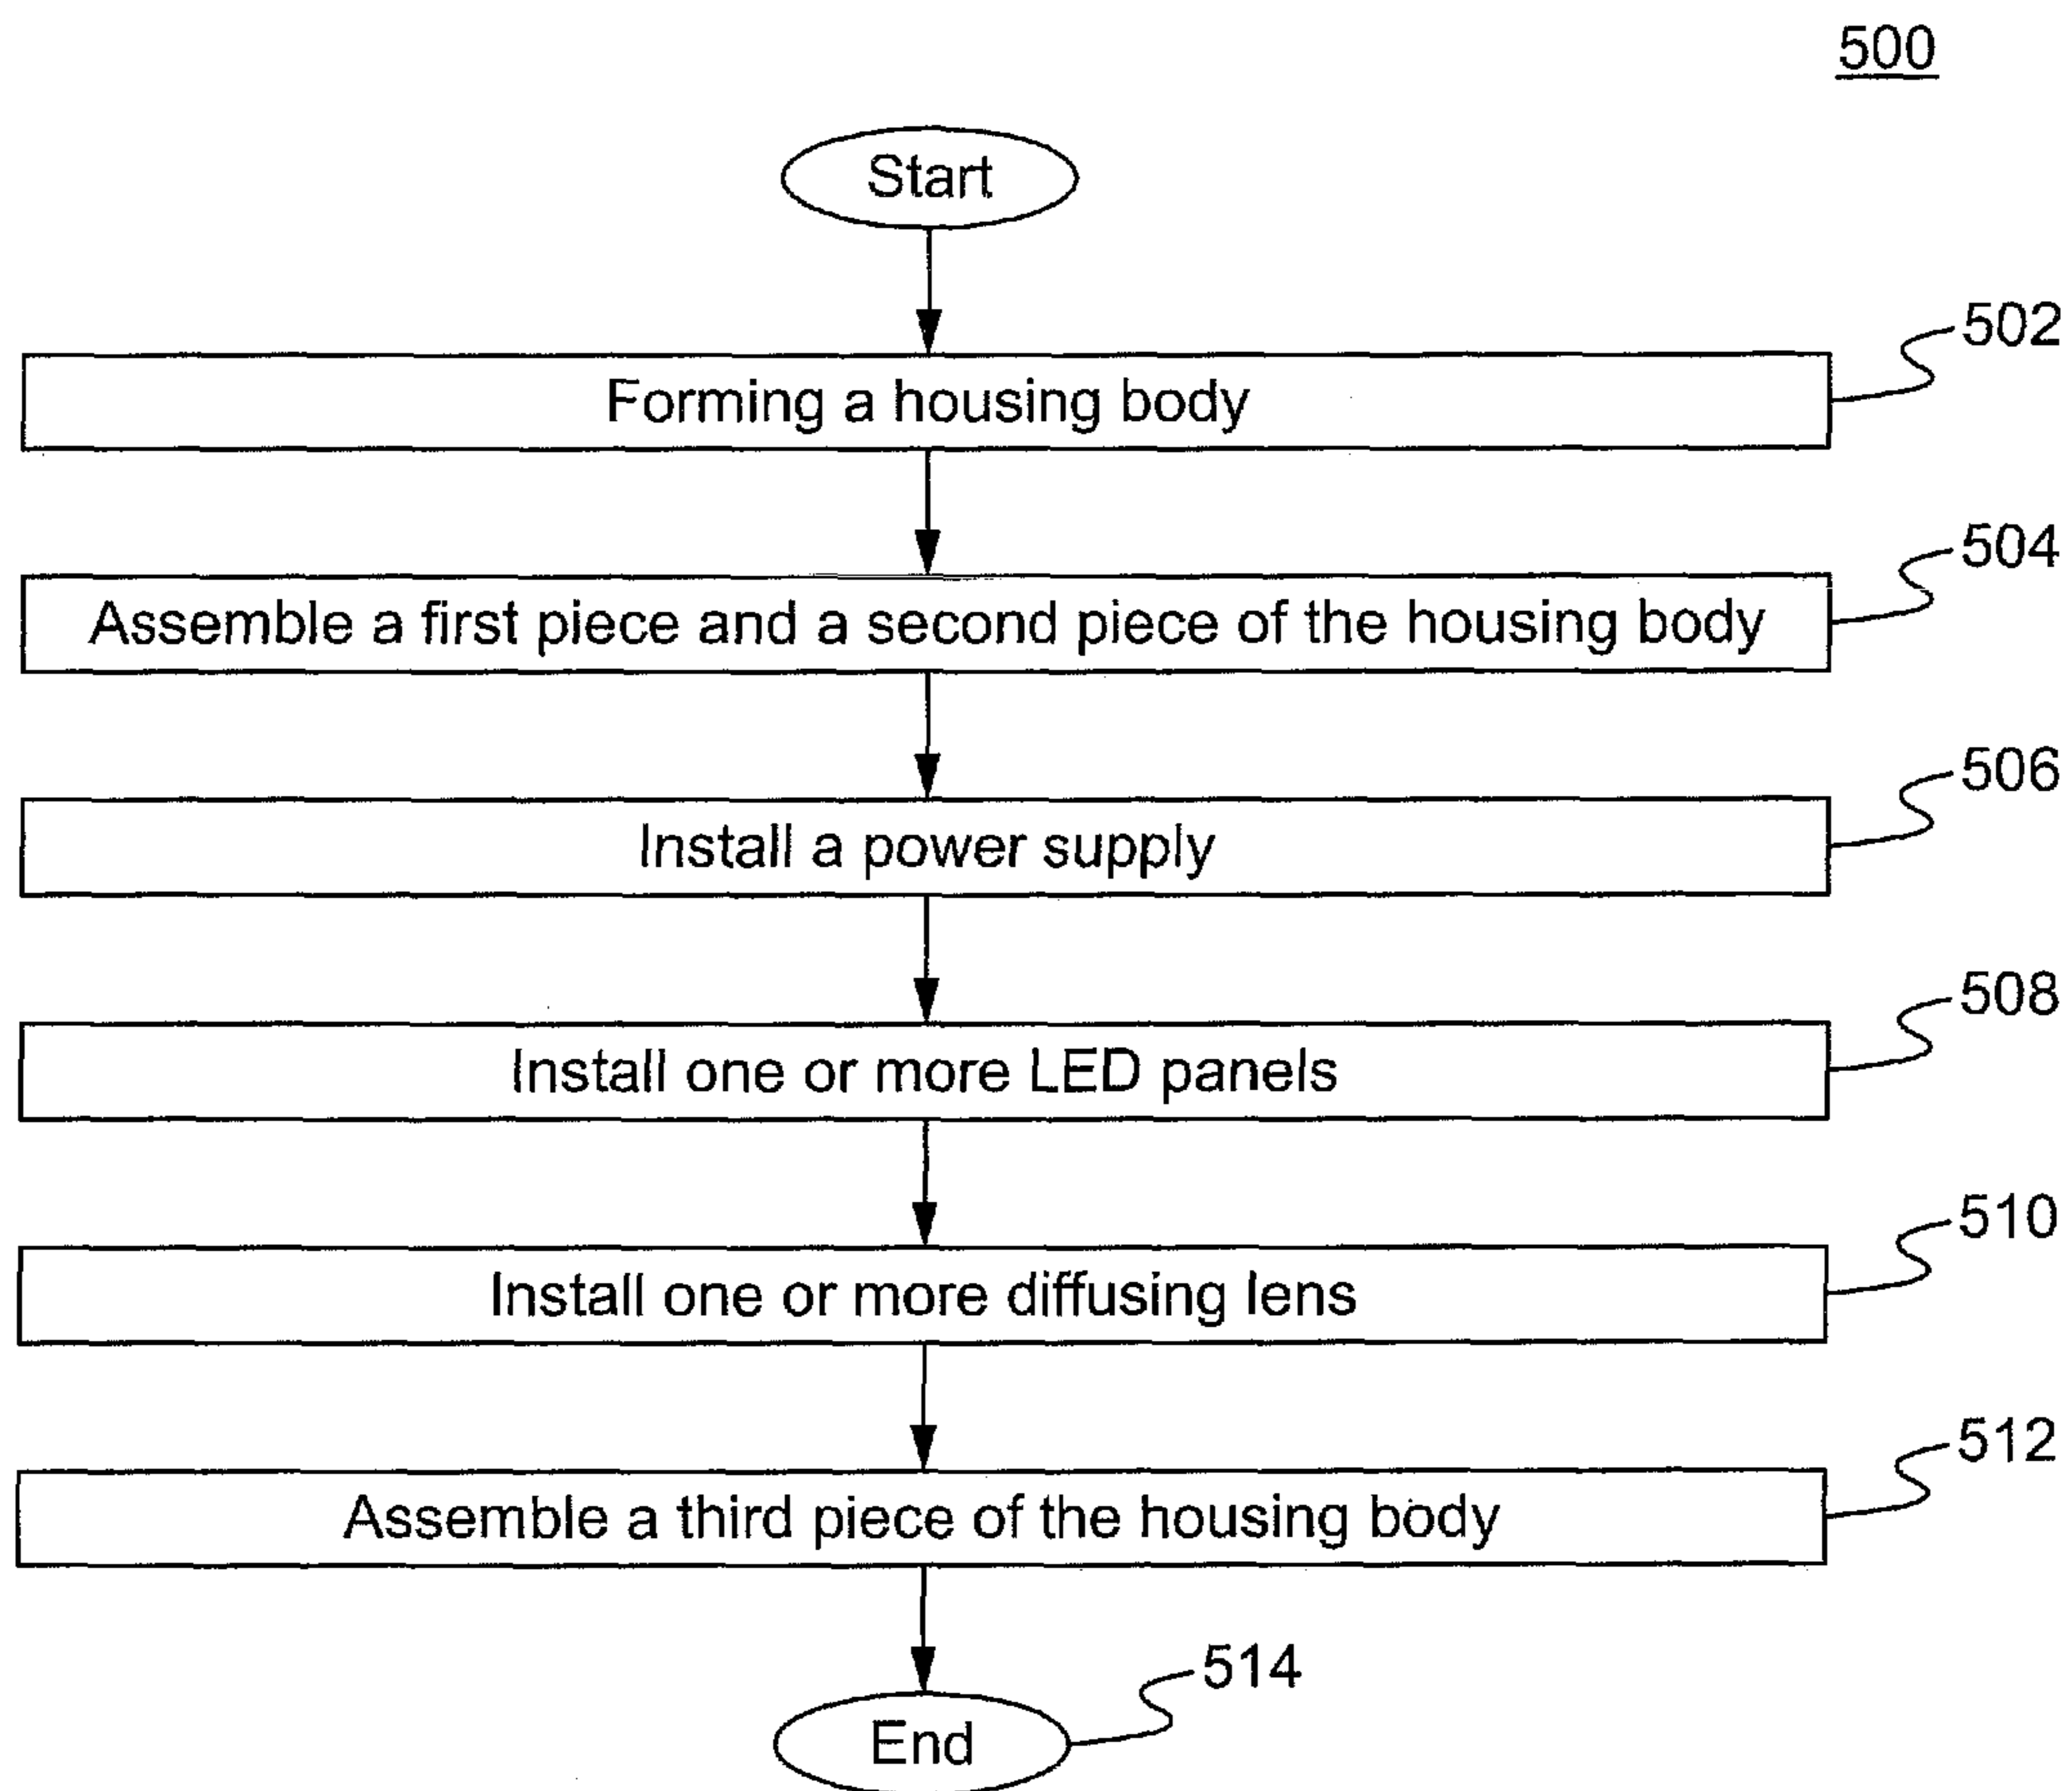 500
Start
502
Forming a housing body
504
Assemble a first piece and a second piece of the housing body
506
Install a power supply
508
Install one or more LED panels
510
Install one or more diffusing lens
512
Assemble a third piece of the housing body
514
End